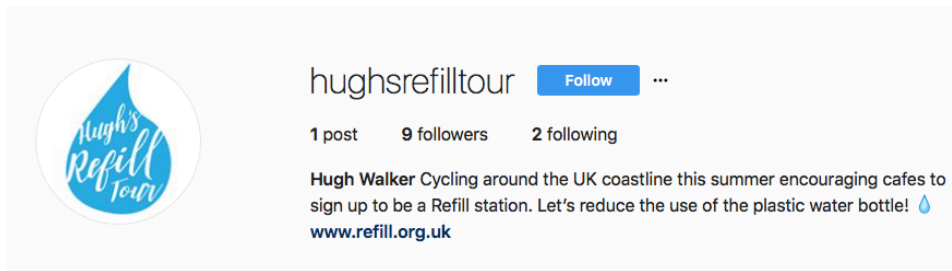 Hugh's
Refill
Tour
hughsrefilltour Follow ...
1 post 9 followers 2 following
Hugh Walker Cycling around the UK coastline this summer encouraging cafes to
sign up to be a Refill station. Let's reduce the use of the plastic water bottle! 💧
www.refill.org.uk